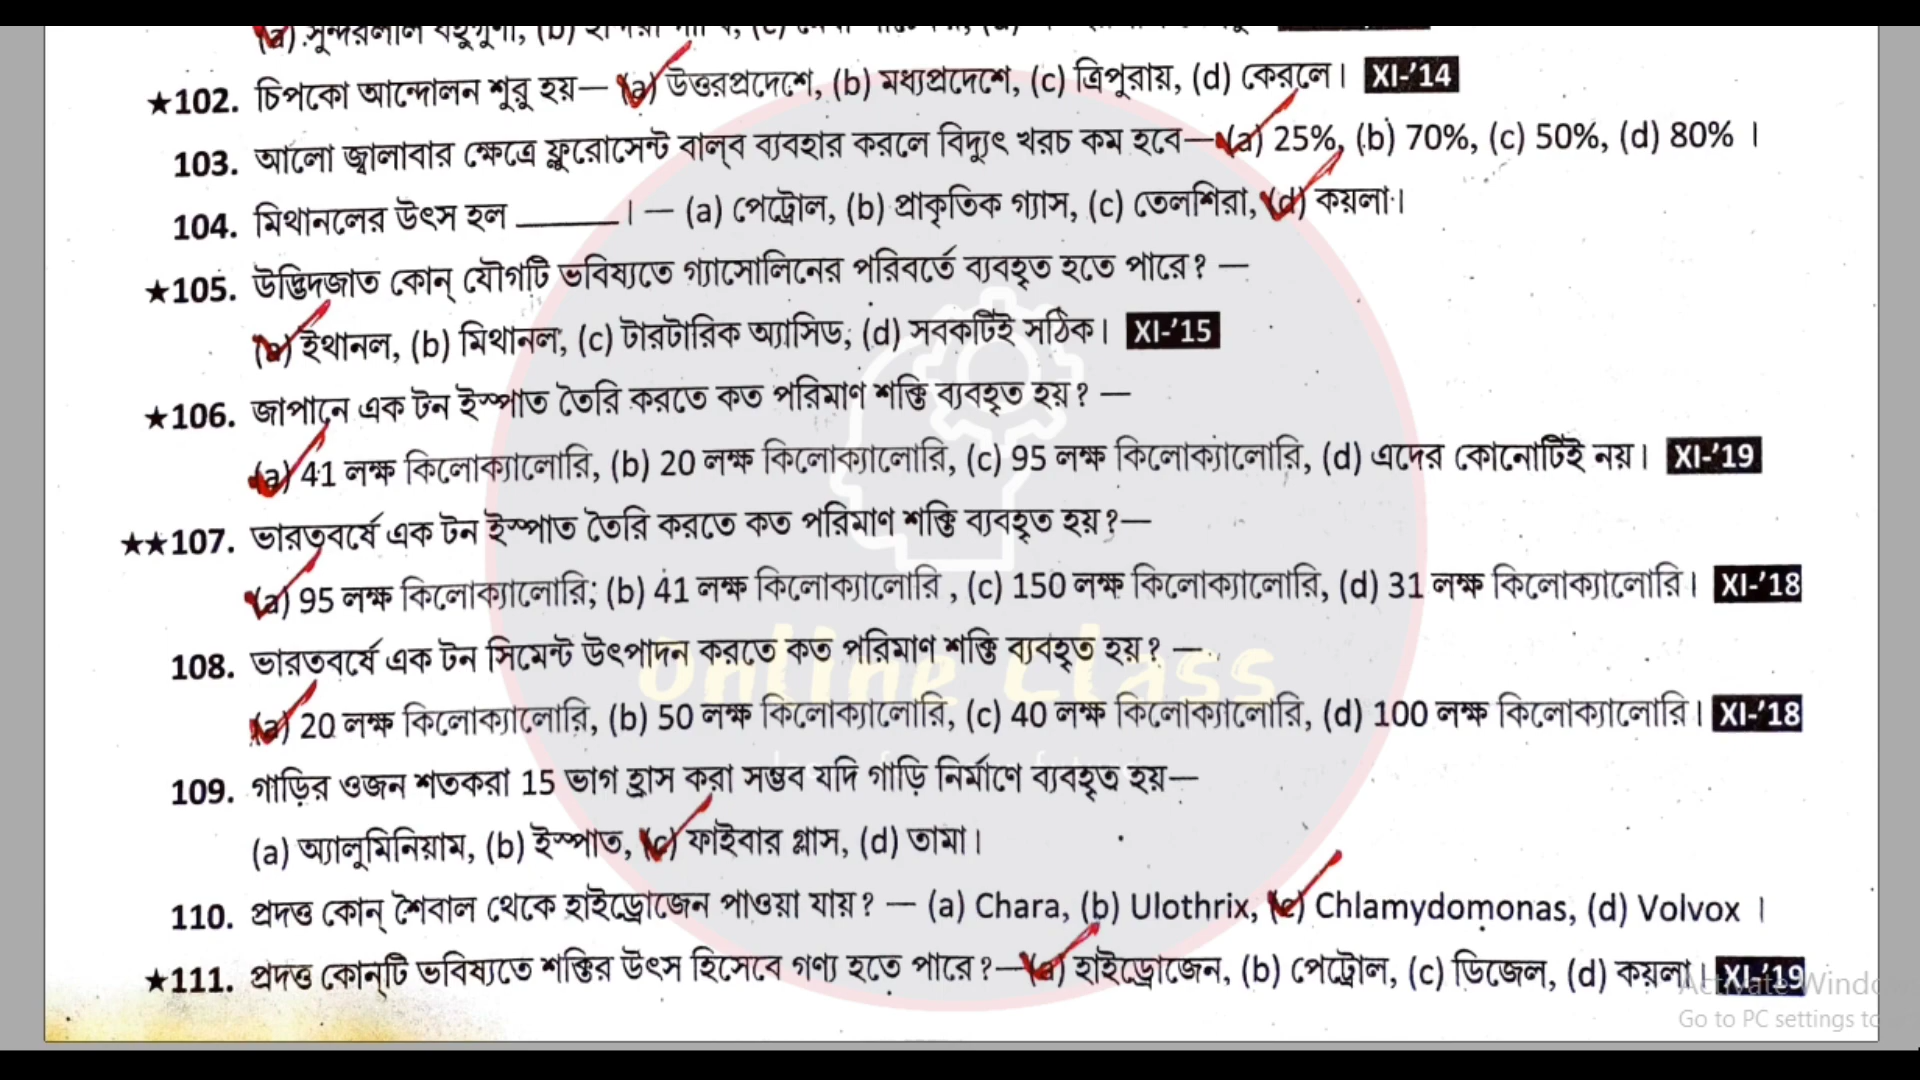 (a) সুন্দরলাল বহুগুণা, (b)
★102. চিপকো আন্দোলন শুরু হয়— (a) উত্তরপ্রদেশে, (b) মধ্যপ্রদেশে, (c) ত্রিপুরায়, (d) কেরলে। XI-’14
103. আলো জ্বালাবার ক্ষেত্রে ফ্লুরোসেন্ট বাল্‌ব ব্যবহার করলে বিদ্যুৎ খরচ কম হবে— (a) 25%, (b) 70%, (c) 50%, (d) 80% ।
104. মিথানলের উৎস হল ______। — (a) পেট্রোল, (b) প্রাকৃতিক গ্যাস, (c) তেলশিরা, (d) কয়লা।
★105. উদ্ভিদজাত কোন্ যৌগটি ভবিষ্যতে গ্যাসোলিনের পরিবর্তে ব্যবহৃত হতে পারে? —
(a) ইথানল, (b) মিথানল, (c) টারটারিক অ্যাসিড, (d) সবকটিই সঠিক। XI-’15
★106. জাপানে এক টন ইস্পাত তৈরি করতে কত পরিমাণ শক্তি ব্যবহৃত হয়? —
(a) 41 লক্ষ কিলোক্যালোরি, (b) 20 লক্ষ কিলোক্যালোরি, (c) 95 লক্ষ কিলোক্যালোরি, (d) এদের কোনোটিই নয়। XI-’19
★★107. ভারতবর্ষে এক টন ইস্পাত তৈরি করতে কত পরিমাণ শক্তি ব্যবহৃত হয়?—
(a) 95 লক্ষ কিলোক্যালোরি; (b) 41 লক্ষ কিলোক্যালোরি , (c) 150 লক্ষ কিলোক্যালোরি, (d) 31 লক্ষ কিলোক্যালোরি। XI-’18
Online Class
108. ভারতবর্ষে এক টন সিমেন্ট উৎপাদন করতে কত পরিমাণ শক্তি ব্যবহৃত হয়? —
(a) 20 লক্ষ কিলোক্যালোরি, (b) 50 লক্ষ কিলোক্যালোরি, (c) 40 লক্ষ কিলোক্যালোরি, (d) 100 লক্ষ কিলোক্যালোরি। XI-’18
109. গাড়ির ওজন শতকরা 15 ভাগ হ্রাস করা সম্ভব যদি গাড়ি নির্মাণে ব্যবহৃত হয়—
(a) অ্যালুমিনিয়াম, (b) ইস্পাত, (c) ফাইবার গ্লাস, (d) তামা।
110. প্রদত্ত কোন্ শৈবাল থেকে হাইড্রোজেন পাওয়া যায়? — (a) Chara, (b) Ulothrix, (c) Chlamydomonas, (d) Volvox ।
★111. প্রদত্ত কোন্‌টি ভবিষ্যতে শক্তির উৎস হিসেবে গণ্য হতে পারে?— (a) হাইড্রোজেন, (b) পেট্রোল, (c) ডিজেল, (d) কয়লা। XI-’19
Activate Windo
Go to PC settings to